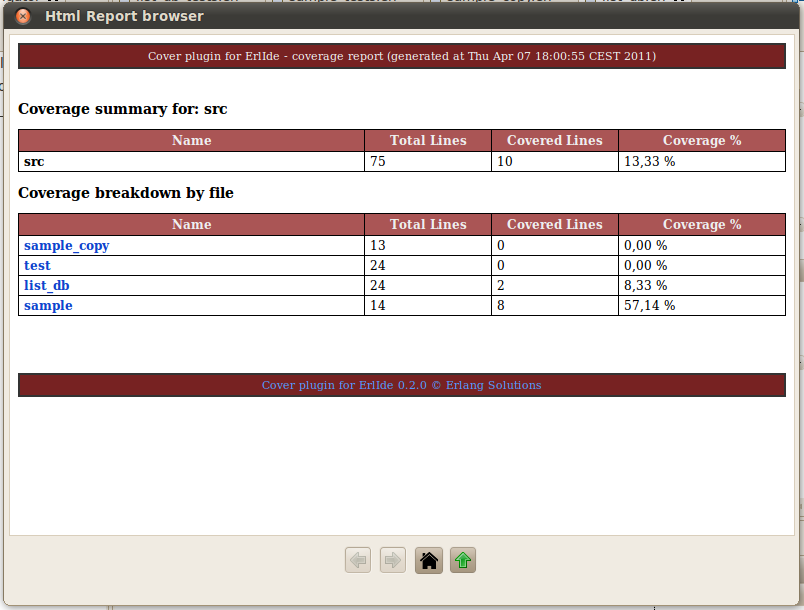 Html Report browser
Cover plugin for ErlIde - coverage report (generated at Thu Apr 07 18:00:55 CEST 2011)
Coverage summary for: src
Name Total Lines Covered Lines Coverage %
src 75 10 13,33 %
Coverage breakdown by file
Name Total Lines Covered Lines Coverage %
sample_copy 13 0 0,00 %
test 24 0 0,00 %
list_db 24 2 8,33 %
sample 14 8 57,14 %
Cover plugin for ErlIde 0.2.0 © Erlang Solutions